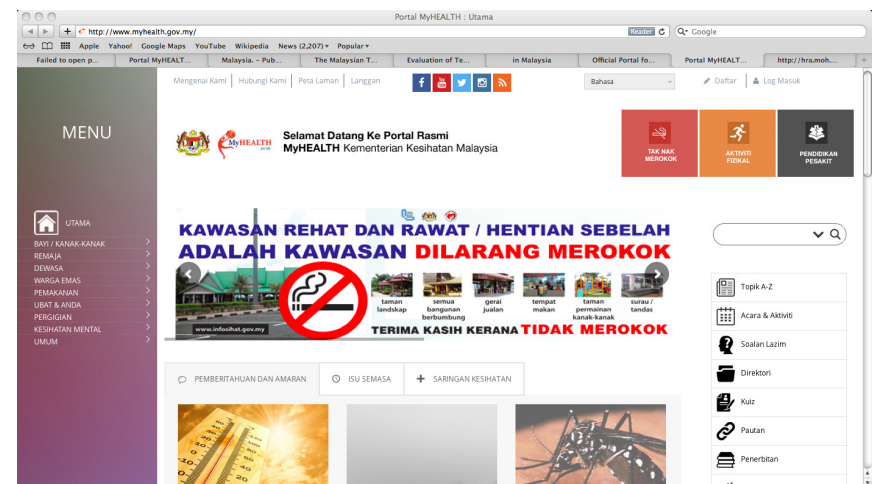 Portal MyHEALTH : Utama
http://www.myhealth.gov.my/
Reader
Google
Apple Yahoo! Google Maps YouTube Wikipedia News (2,207) Popular
Failed to open p... Portal MyHEALT... Malaysia. – Pub... The Malaysian T... Evaluation of Te... in Malaysia Official Portal fo... Portal MyHEALT... http://hra.moh....
Mengenai Kami Hubungi Kami Peta Laman Langgan
Bahasa
Daftar Log Masuk
MENU
MyHEALTH
Selamat Datang Ke Portal Rasmi
MyHEALTH Kementerian Kesihatan Malaysia
TAK NAK
MEROKOK
AKTIVITI
FIZIKAL
PENDIDIKAN
PESAKIT
UTAMA
BAYI / KANAK-KANAK
REMAJA
DEWASA
WARGA EMAS
PEMAKANAN
UBAT & ANDA
PERGIGIAN
KESIHATAN MENTAL
UMUM
KAWASAN REHAT DAN RAWAT / HENTIAN SEBELAH
ADALAH KAWASAN DILARANG MEROKOK
taman
landskap
semua
bangunan
berbumbung
gerai
jualan
tempat
makan
taman
permainan
kanak-kanak
surau /
tandas
www.infosihat.gov.my
TERIMA KASIH KERANA TIDAK MEROKOK
Topik A-Z
Acara & Aktiviti
Soalan Lazim
Direktori
Kuiz
Pautan
Penerbitan
PEMBERITAHUAN DAN AMARAN
ISU SEMASA
SARINGAN KESIHATAN